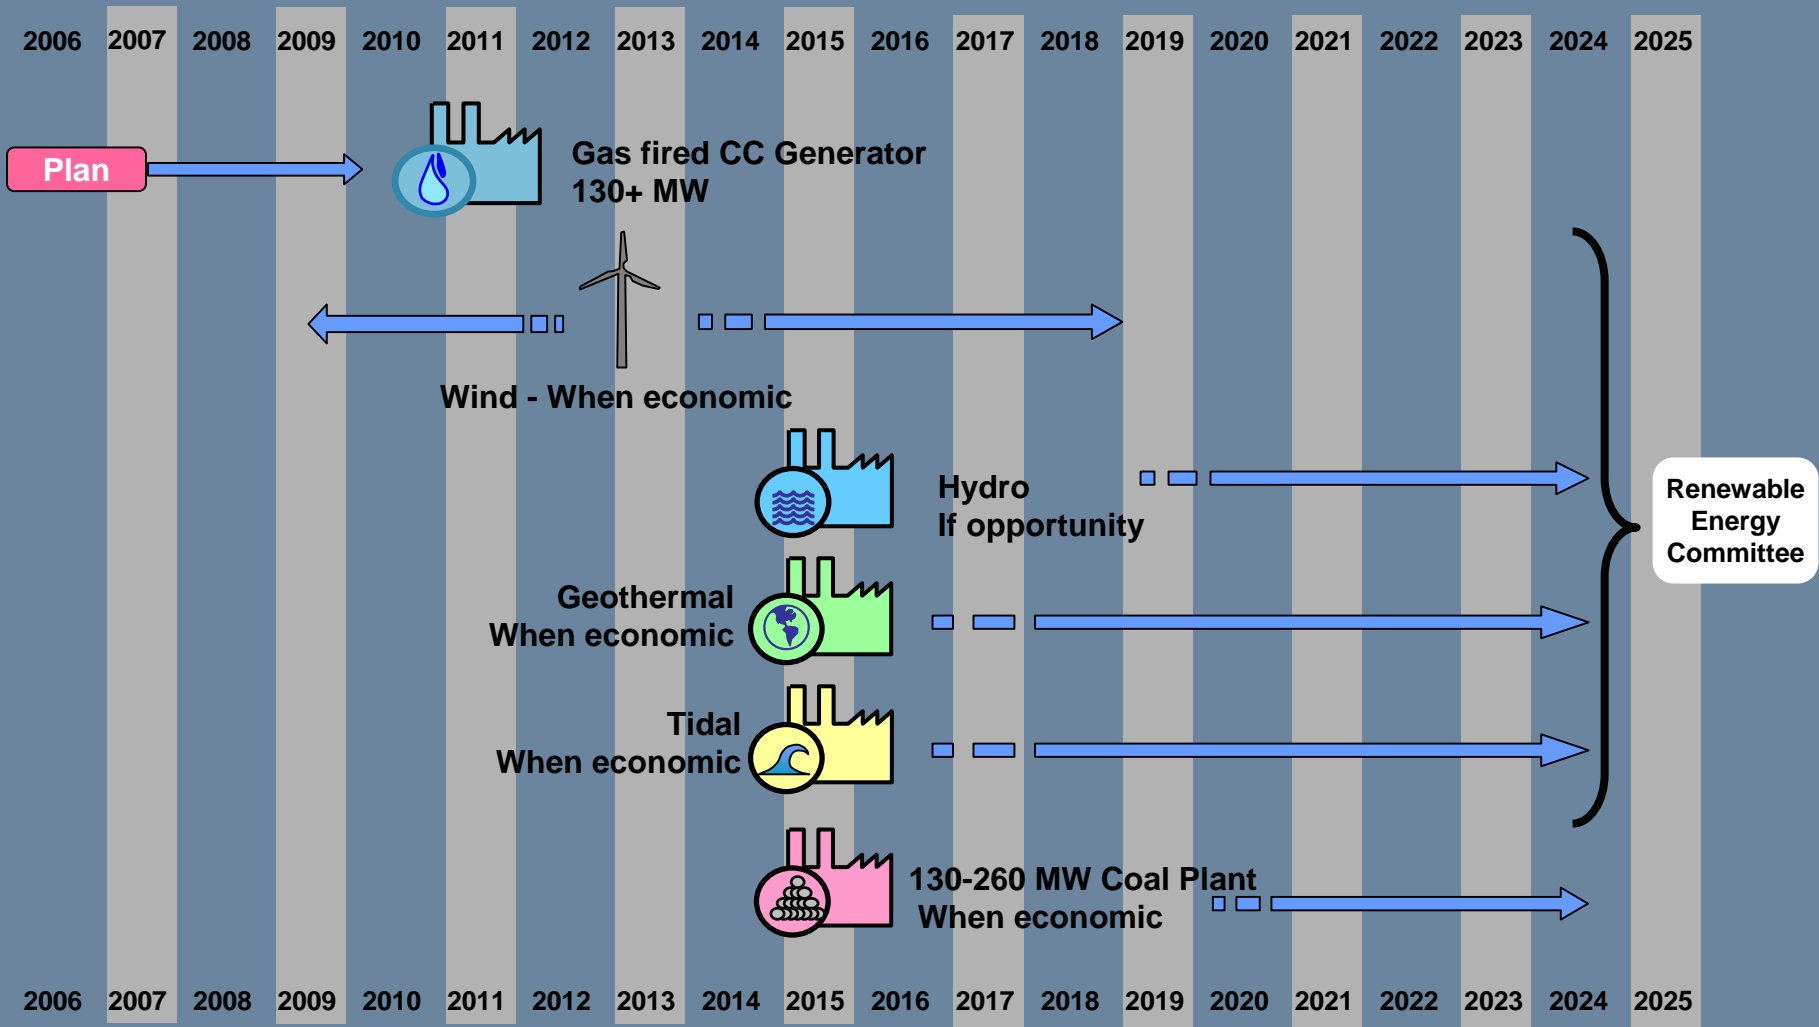 2006 2007 2008 2009 2010 2011 2012 2013 2014 2015 2016 2017 2018 2019 2020 2021 2022 2023 2024 2025
Plan
Gas fired CC Generator
130+ MW
Wind - When economic
Hydro
If opportunity
Renewable
Energy
Committee
Geothermal
When economic
Tidal
When economic
130-260 MW Coal Plant
When economic
2006 2007 2008 2009 2010 2011 2012 2013 2014 2015 2016 2017 2018 2019 2020 2021 2022 2023 2024 2025